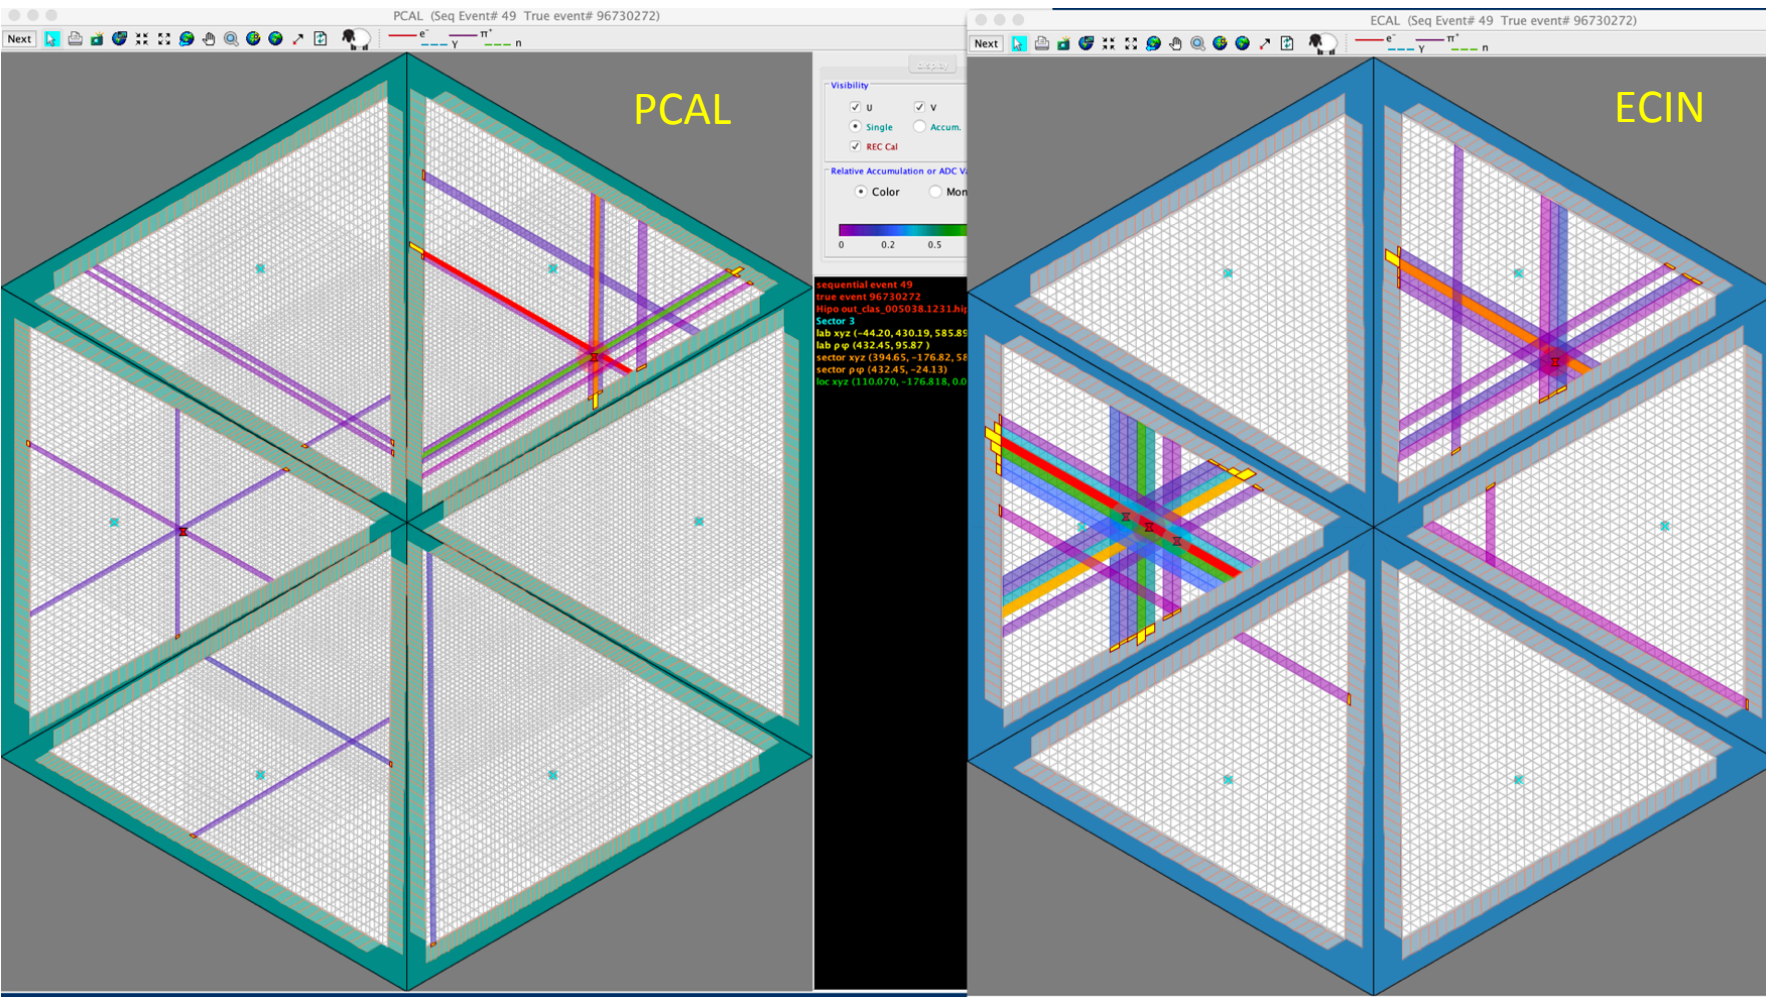 PCAL (Seq Event# 49 True event# 96730272)
Next
e⁻
γ
π⁺
n
PCAL
display
Visibility
U
V
Single
Accum.
REC Cal
Relative Accumulation or ADC Va
Color
Mon
0
0.2
0.5
sequential event 49
true event 96730272
Hipo out_clas_005038.1231.hip
Sector 3
lab xyz (-44.20, 430.19, 585.89
lab ρφ (432.45, 95.87 )
sector xyz (394.65, -176.82, 58
sector ρφ (432.45, -24.13)
loc xyz (110.070, -176.818, 0.0
ECAL (Seq Event# 49 True event# 96730272)
Next
e⁻
γ
π⁺
n
ECIN